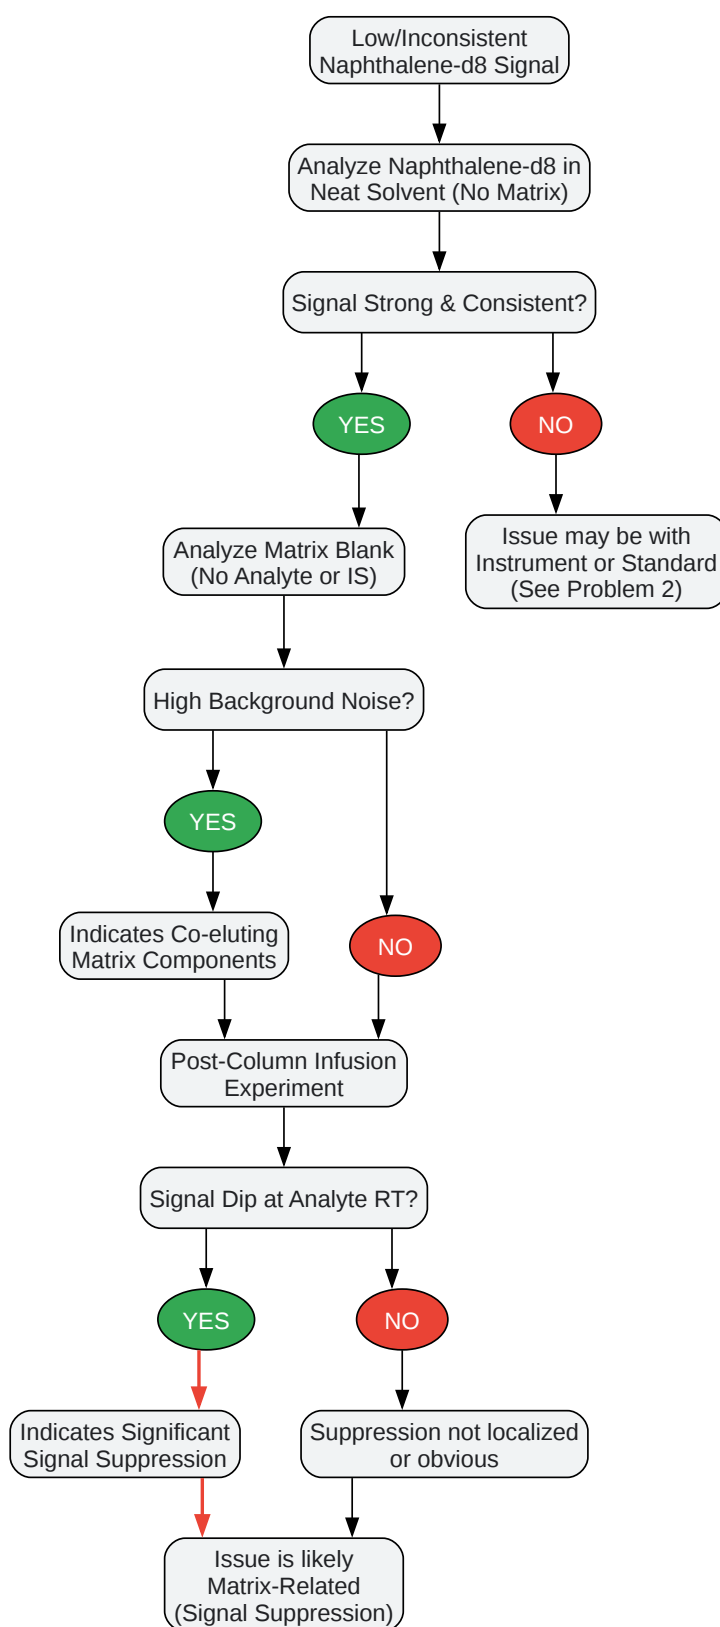 Low/Inconsistent
Naphthalene-d8 Signal
Analyze Naphthalene-d8 in
Neat Solvent (No Matrix)
Signal Strong & Consistent?
YES
NO
Analyze Matrix Blank
(No Analyte or IS)
Issue may be with
Instrument or Standard
(See Problem 2)
High Background Noise?
YES
Indicates Co-eluting
Matrix Components
NO
Post-Column Infusion
Experiment
Signal Dip at Analyte RT?
YES
NO
Indicates Significant
Signal Suppression
Suppression not localized
or obvious
Issue is likely
Matrix-Related
(Signal Suppression)